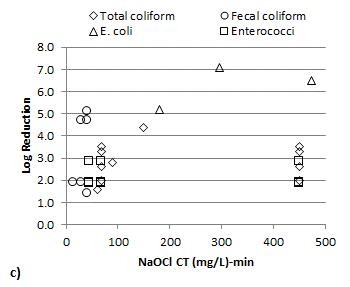 Total coliform Fecal coliform
E. coli Enterococci
8.0
7.0
6.0
5.0
4.0
3.0
2.0
1.0
0.0
Log Reduction
0 100 200 300 400 500
NaOCl CT (mg/L)-min
c)